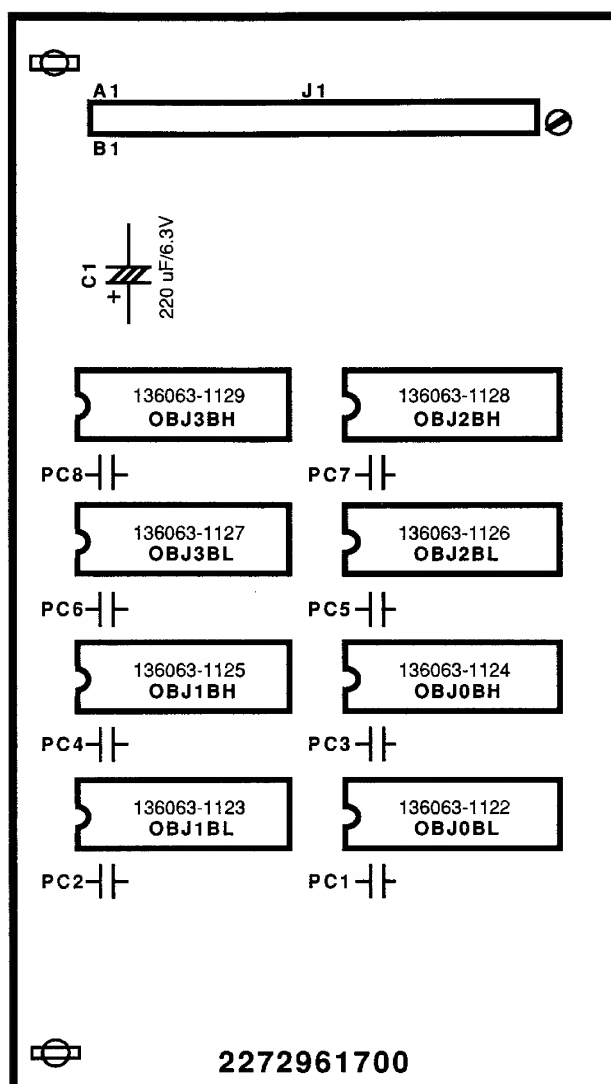 A1 J1
B1
C1
+
220 uF/6.3V
136063-1129
OBJ3BH
136063-1128
OBJ2BH
PC8
PC7
136063-1127
OBJ3BL
136063-1126
OBJ2BL
PC6
PC5
136063-1125
OBJ1BH
136063-1124
OBJ0BH
PC4
PC3
136063-1123
OBJ1BL
136063-1122
OBJ0BL
PC2
PC1
2272961700